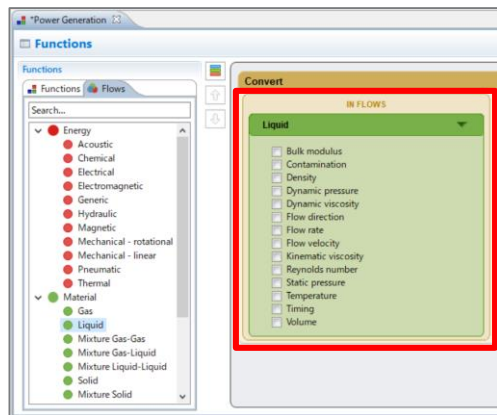 *Power Generation
Functions
Functions
Functions
Flows
Search...
Energy
Acoustic
Chemical
Electrical
Electromagnetic
Generic
Hydraulic
Magnetic
Mechanical - rotational
Mechanical - linear
Pneumatic
Thermal
Material
Gas
Liquid
Mixture Gas-Gas
Mixture Gas-Liquid
Mixture Liquid-Liquid
Solid
Mixture Solid
Convert
IN FLOWS
Liquid
Bulk modulus
Contamination
Density
Dynamic pressure
Dynamic viscosity
Flow direction
Flow rate
Flow velocity
Kinematic viscosity
Reynolds number
Static pressure
Temperature
Timing
Volume